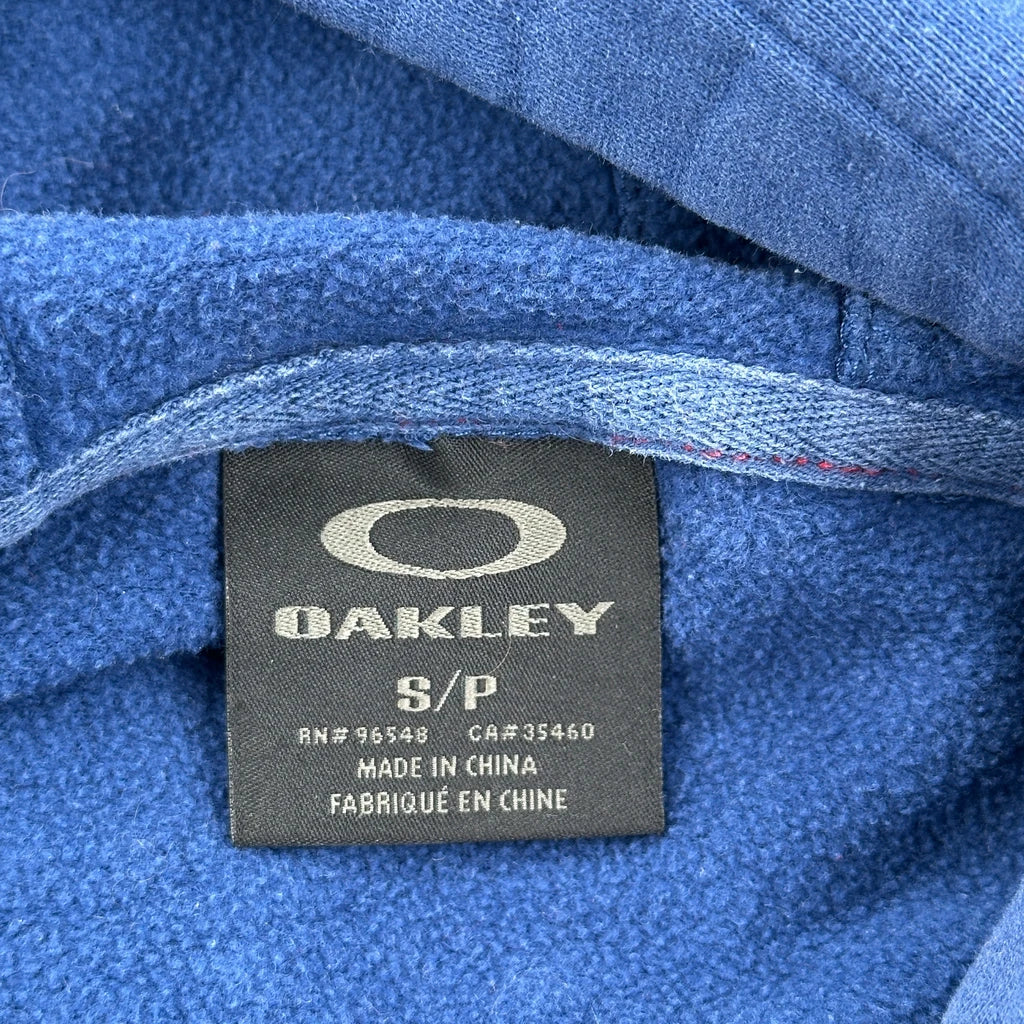 OAKLEY
S/P
RN# 96548 CA#35460
MADE IN CHINA
FABRIQUÉ EN CHINE